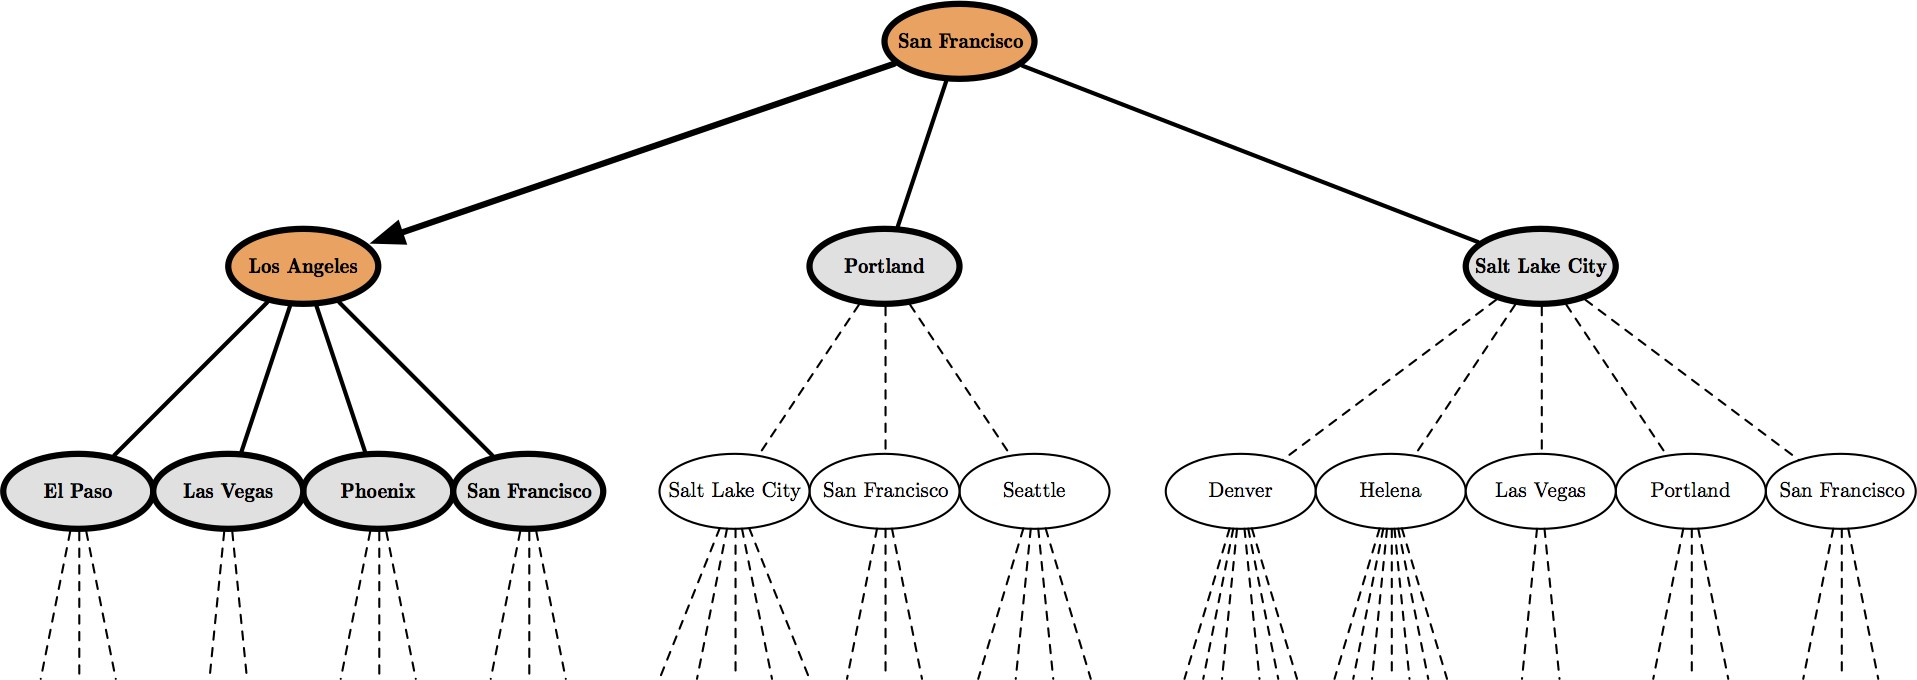 San Francisco
Los Angeles
Portland
Salt Lake City
El Paso
Las Vegas
Phoenix
San Francisco
Salt Lake City
San Francisco
Seattle
Denver
Helena
Las Vegas
Portland
San Francisco